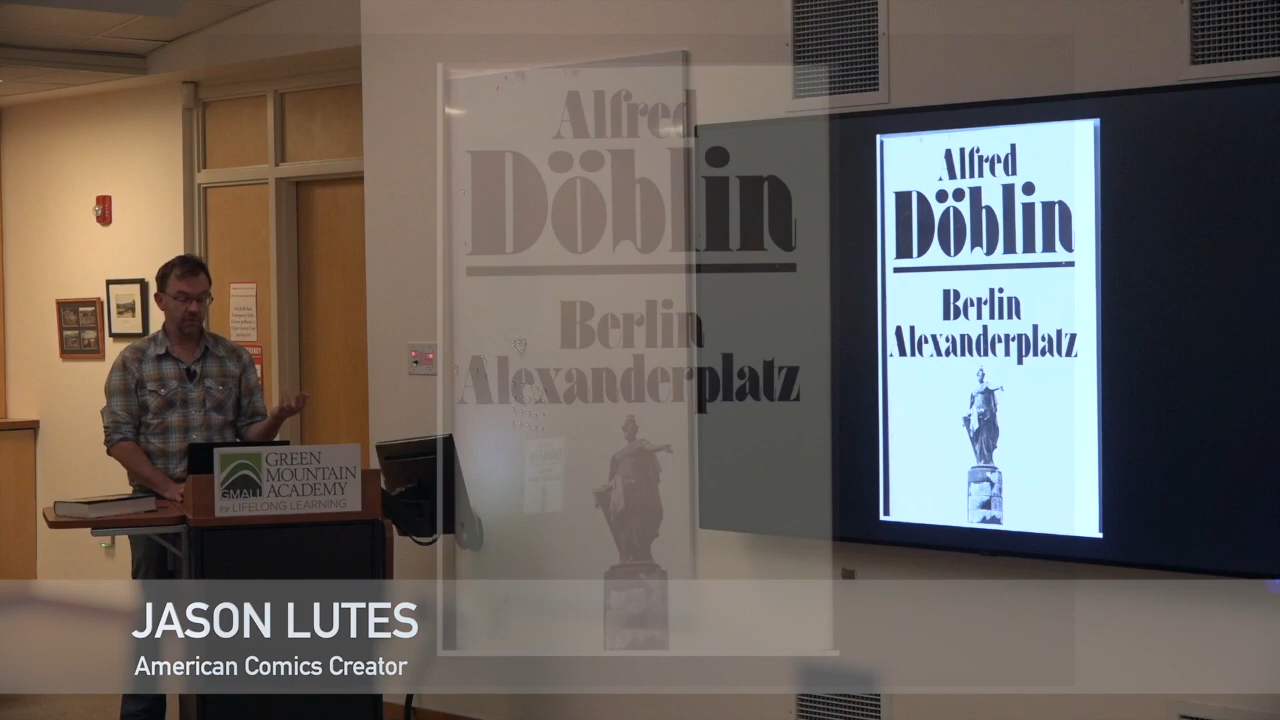 Alfred
Döblin
Berlin
Alexanderplatz
Alfred
Döblin
Berlin
Alexanderplatz
GREEN
MOUNTAIN
ACADEMY
GMALL
for LIFELONG LEARNING
JASON LUTES
American Comics Creator